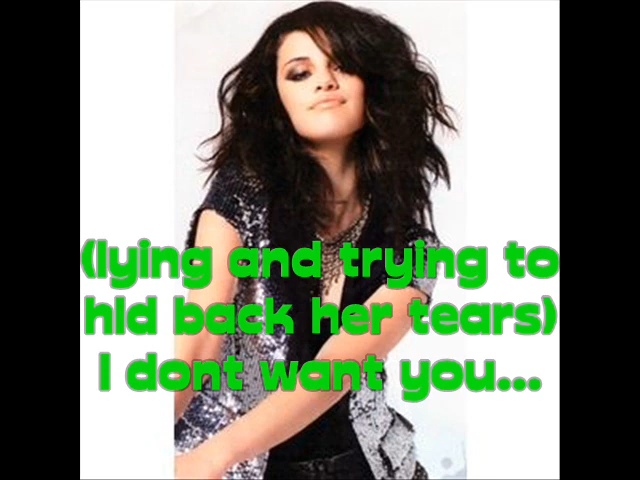 (lying and trying to
hid back her tears)
I dont want you...